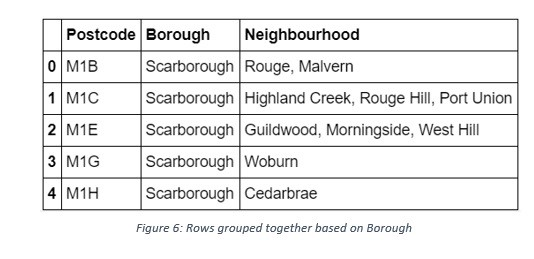 Postcode Borough Neighbourhood
0 M1B Scarborough Rouge, Malvern
1 M1C Scarborough Highland Creek, Rouge Hill, Port Union
2 M1E Scarborough Guildwood, Morningside, West Hill
3 M1G Scarborough Woburn
4 M1H Scarborough Cedarbrae
Figure 6: Rows grouped together based on Borough